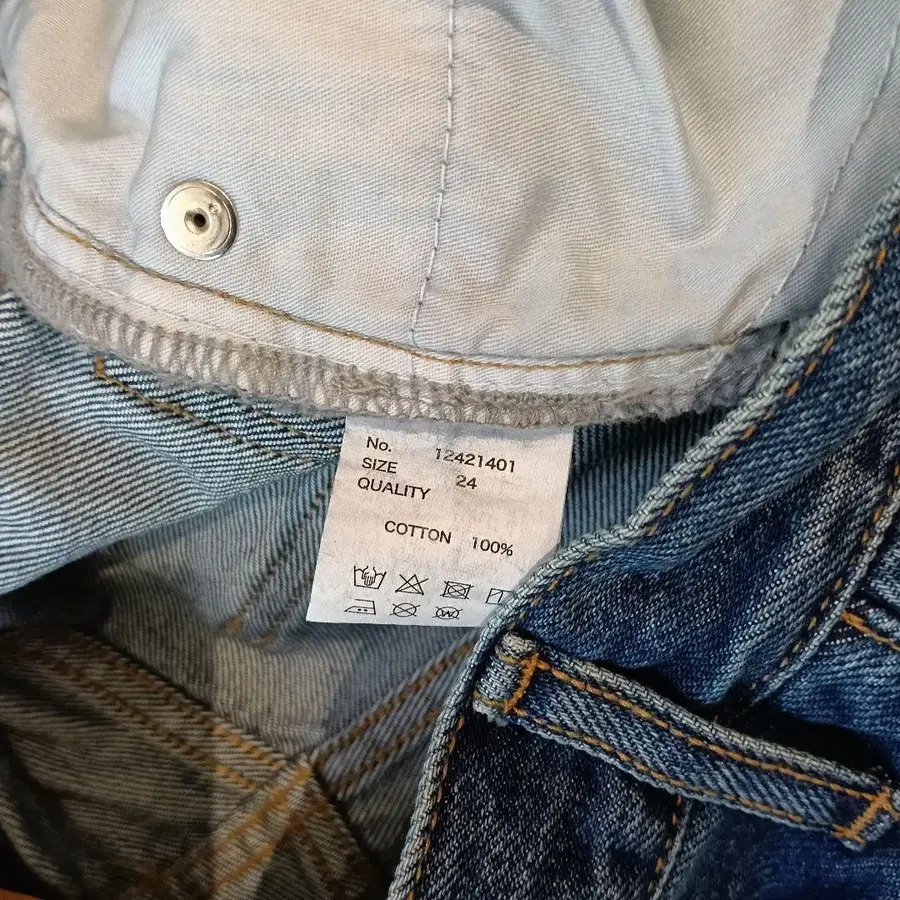 No. 12421401
SIZE 24
QUALITY
COTTON 100%